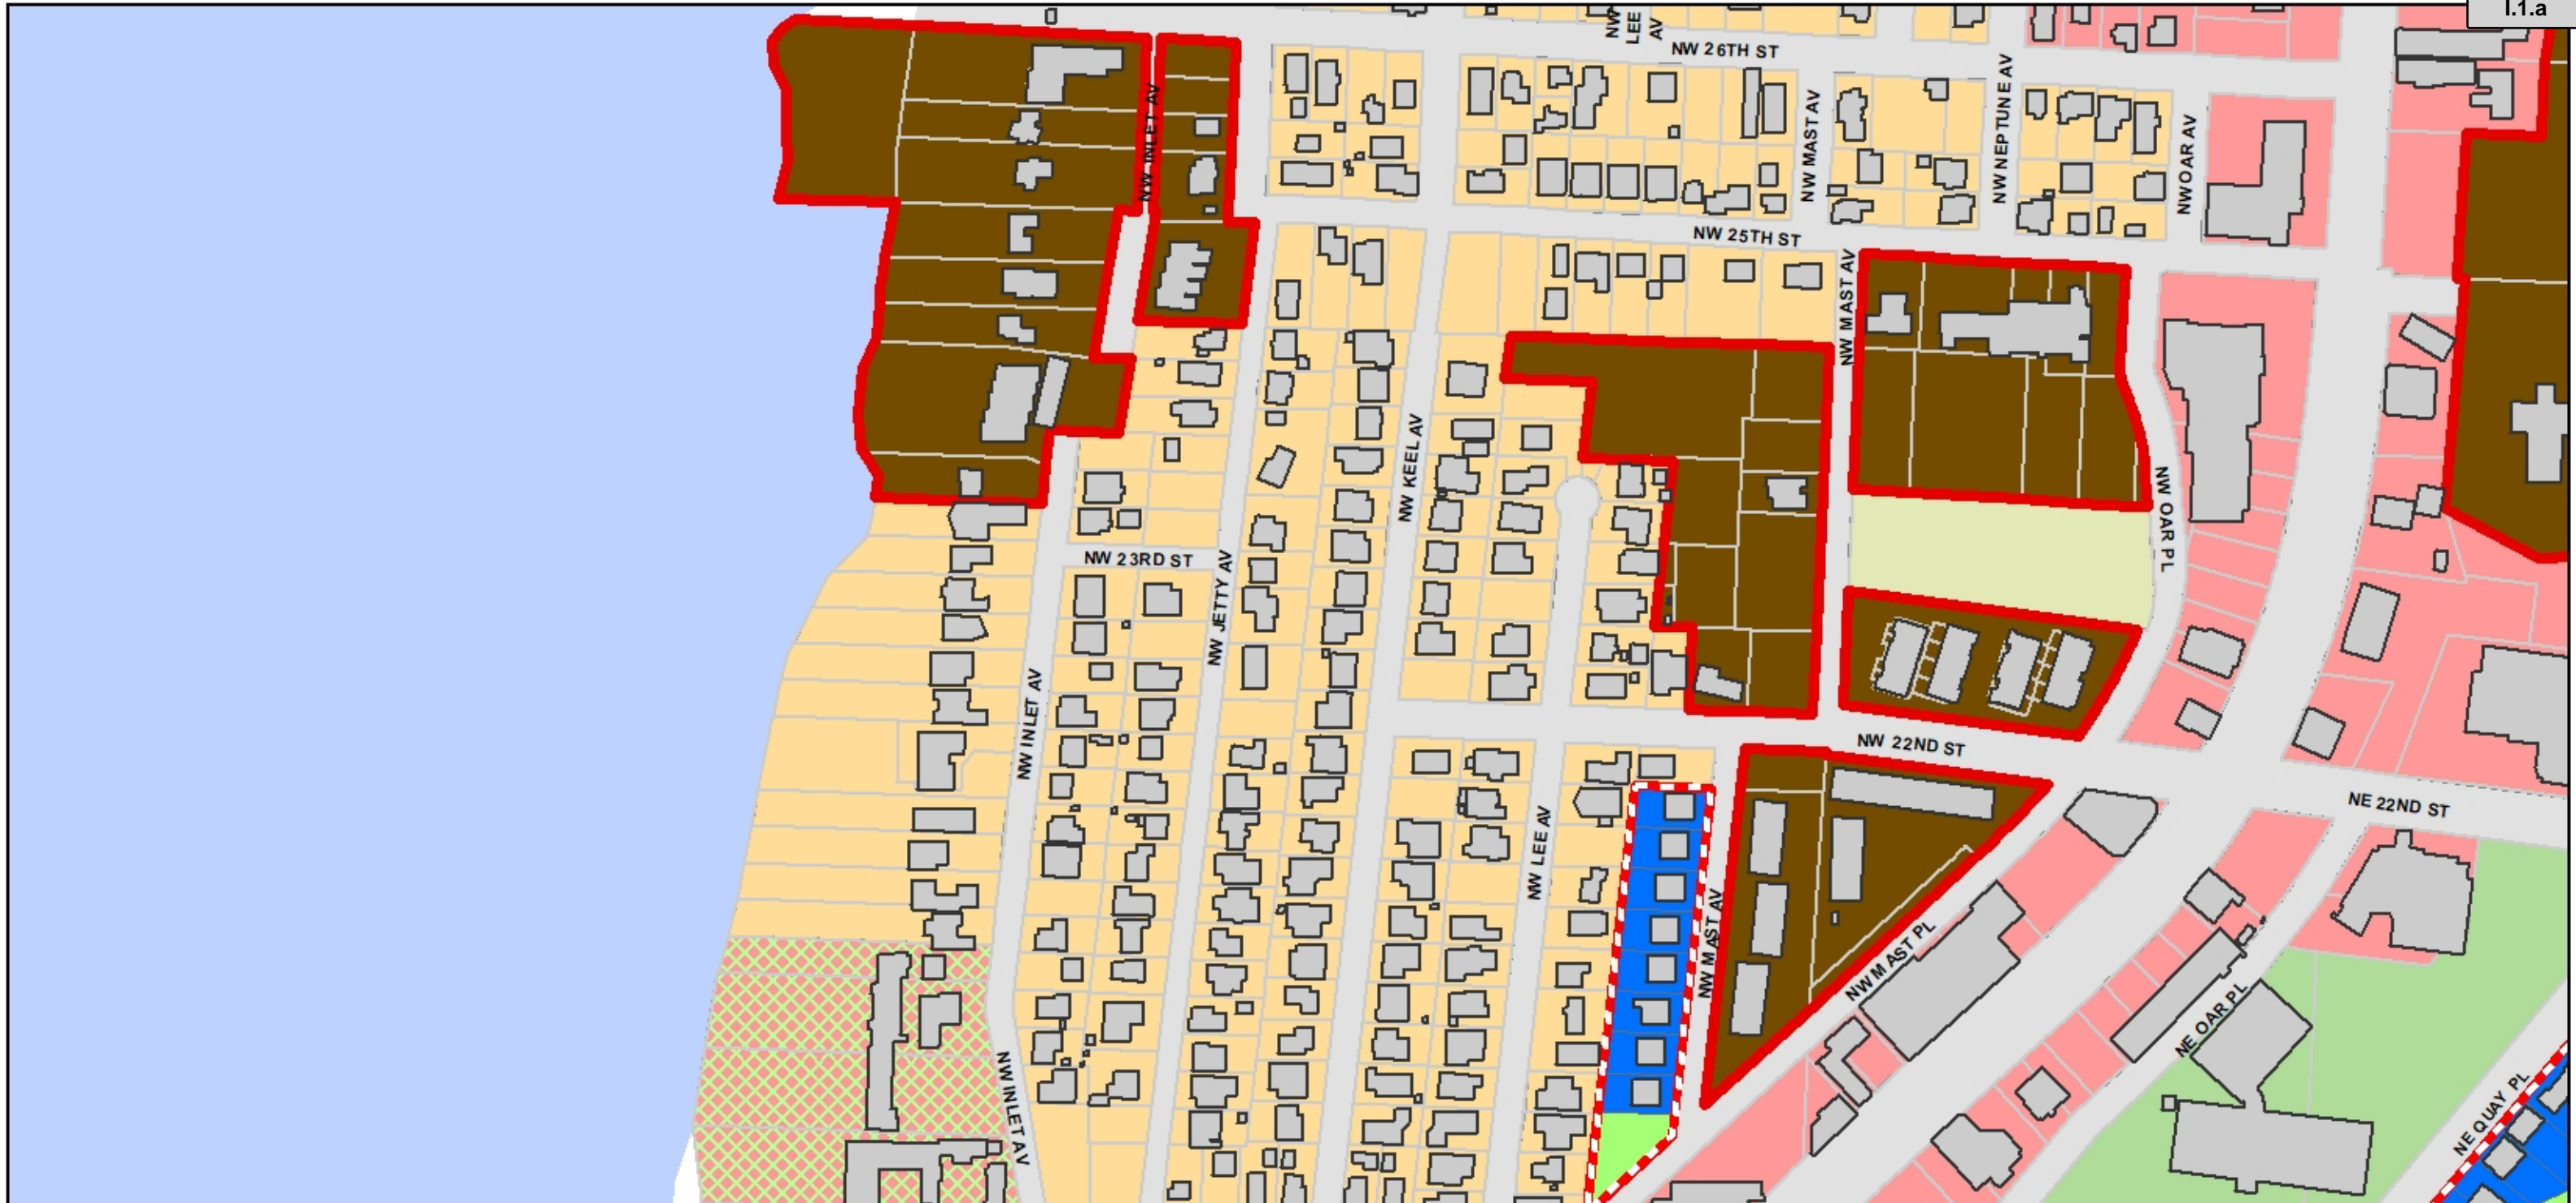 I.1.a
NW
LEE
AV
NW 26TH ST
NW INLET AV
NW MAST AV
NW NEPTUNE AV
NW OAR AV
NW 25TH ST
NW MAST AV
NW KEEL AV
NW OAR PL
NW 23RD ST
NW JETTY AV
NW INLET AV
NW 22ND ST
NE 22ND ST
NW LEE AV
NW MAST AV
NW MAST PL
NE OAR PL
NW INLET AV
NE QUAY PL